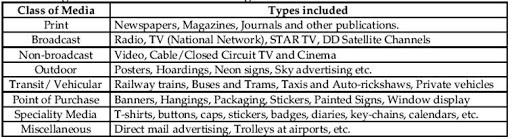 Class of Media Types included
Print Newspapers, Magazines, Journals and other publications.
Broadcast Radio, TV (National Network), STAR TV, DD Satellite Channels
Non-broadcast Video, Cable/Closed Circuit TV and Cinema
Outdoor Posters, Hoardings, Neon signs, Sky advertising etc.
Transit/ Vehicular Railway trains, Buses and Trams, Taxis and Auto-rickshaws, Private vehicles
Point of Purchase Banners, Hangings, Packaging, Stickers, Painted Signs, Window display
Speciality Media T-shirts, buttons, caps, stickers, badges, diaries, key-chains, calendars, etc.
Miscellaneous Direct mail advertising, Trolleys at airports, etc.